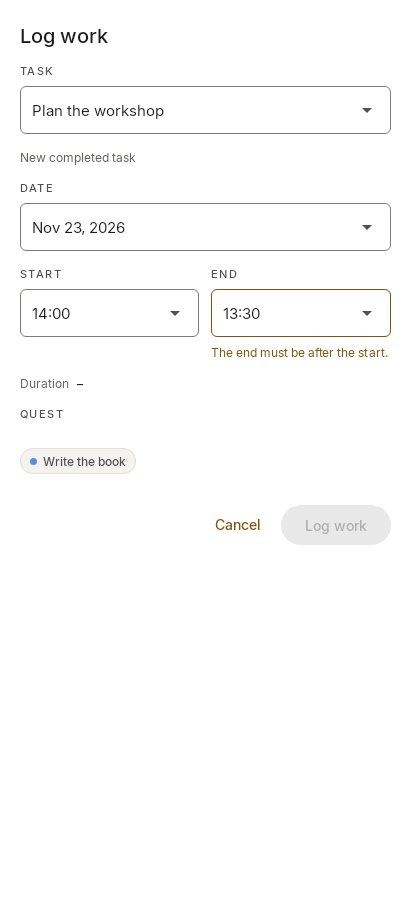 Log work
TASK
Plan the workshop
New completed task
DATE
Nov 23, 2026
START
END
14:00
13:30
The end must be after the start.
Duration –
QUEST
Write the book
Cancel
Log work